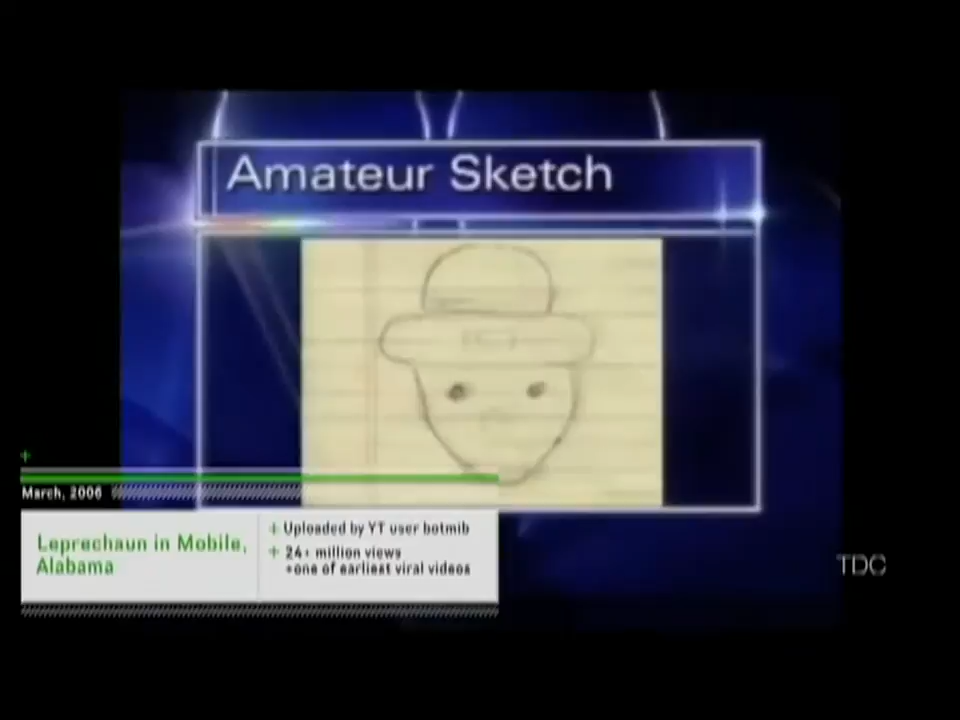 Amateur Sketch
March, 2006
Leprechaun in Mobile,
Alabama
+ Uploaded by YT user botmib
+ 24+ million views
+one of earliest viral videos
TDC